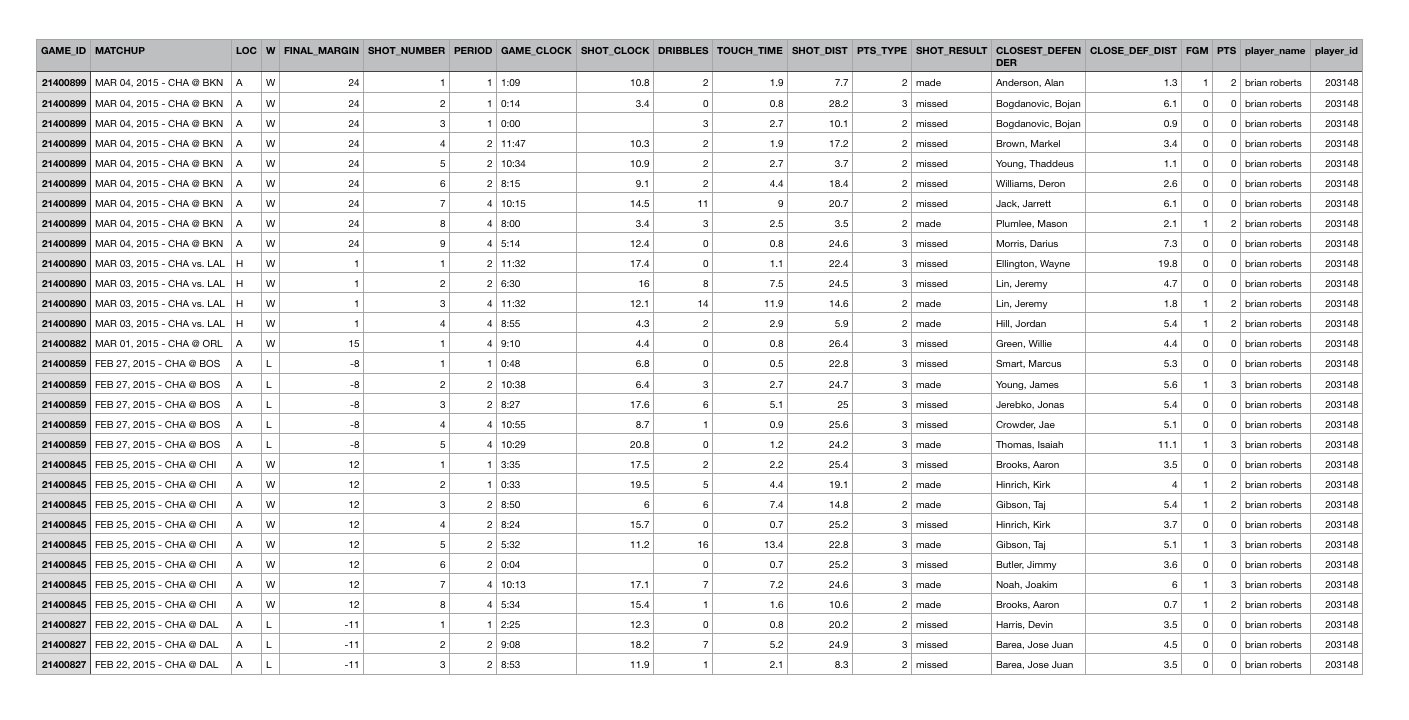 GAME_ID MATCHUP LOC W FINAL_MARGIN SHOT_NUMBER PERIOD GAME_CLOCK SHOT_CLOCK DRIBBLES TOUCH_TIME SHOT_DIST PTS_TYPE SHOT_RESULT CLOSEST_DEFEN CLOSE_DEF_DIST FGM PTS player_name player_id
DER
21400899 MAR 04, 2015 - CHA @ BKN A W 24 1 1 1:09 10.8 2 1.9 7.7 2 made Anderson, Alan 1.3 1 2 brian roberts 203148
21400899 MAR 04, 2015 - CHA @ BKN A W 24 2 1 0:14 3.4 0 0.8 28.2 3 missed Bogdanovic, Bojan 6.1 0 0 brian roberts 203148
21400899 MAR 04, 2015 - CHA @ BKN A W 24 3 1 0:00 3 2.7 10.1 2 missed Bogdanovic, Bojan 0.9 0 0 brian roberts 203148
21400899 MAR 04, 2015 - CHA @ BKN A W 24 4 2 11:47 10.3 2 1.9 17.2 2 missed Brown, Markel 3.4 0 0 brian roberts 203148
21400899 MAR 04, 2015 - CHA @ BKN A W 24 5 2 10:34 10.9 2 2.7 3.7 2 missed Young, Thaddeus 1.1 0 0 brian roberts 203148
21400899 MAR 04, 2015 - CHA @ BKN A W 24 6 2 8:15 9.1 2 4.4 18.4 2 missed Williams, Deron 2.6 0 0 brian roberts 203148
21400899 MAR 04, 2015 - CHA @ BKN A W 24 7 4 10:15 14.5 11 9 20.7 2 missed Jack, Jarrett 6.1 0 0 brian roberts 203148
21400899 MAR 04, 2015 - CHA @ BKN A W 24 8 4 8:00 3.4 3 2.5 3.5 2 made Plumlee, Mason 2.1 1 2 brian roberts 203148
21400899 MAR 04, 2015 - CHA @ BKN A W 24 9 4 5:14 12.4 0 0.8 24.6 3 missed Morris, Darius 7.3 0 0 brian roberts 203148
21400890 MAR 03, 2015 - CHA vs. LAL H W 1 1 2 11:32 17.4 0 1.1 22.4 3 missed Ellington, Wayne 19.8 0 0 brian roberts 203148
21400890 MAR 03, 2015 - CHA vs. LAL H W 1 2 2 6:30 16 8 7.5 24.5 3 missed Lin, Jeremy 4.7 0 0 brian roberts 203148
21400890 MAR 03, 2015 - CHA vs. LAL H W 1 3 4 11:32 12.1 14 11.9 14.6 2 made Lin, Jeremy 1.8 1 2 brian roberts 203148
21400890 MAR 03, 2015 - CHA vs. LAL H W 1 4 4 8:55 4.3 2 2.9 5.9 2 made Hill, Jordan 5.4 1 2 brian roberts 203148
21400882 MAR 01, 2015 - CHA @ ORL A W 15 1 4 9:10 4.4 0 0.8 26.4 3 missed Green, Willie 4.4 0 0 brian roberts 203148
21400859 FEB 27, 2015 - CHA @ BOS A L -8 1 1 0:48 6.8 0 0.5 22.8 3 missed Smart, Marcus 5.3 0 0 brian roberts 203148
21400859 FEB 27, 2015 - CHA @ BOS A L -8 2 2 10:38 6.4 3 2.7 24.7 3 made Young, James 5.6 1 3 brian roberts 203148
21400859 FEB 27, 2015 - CHA @ BOS A L -8 3 2 8:27 17.6 6 5.1 25 3 missed Jerebko, Jonas 5.4 0 0 brian roberts 203148
21400859 FEB 27, 2015 - CHA @ BOS A L -8 4 4 10:55 8.7 1 0.9 25.6 3 missed Crowder, Jae 5.1 0 0 brian roberts 203148
21400859 FEB 27, 2015 - CHA @ BOS A L -8 5 4 10:29 20.8 0 1.2 24.2 3 made Thomas, Isaiah 11.1 1 3 brian roberts 203148
21400845 FEB 25, 2015 - CHA @ CHI A W 12 1 1 3:35 17.5 2 2.2 25.4 3 missed Brooks, Aaron 3.5 0 0 brian roberts 203148
21400845 FEB 25, 2015 - CHA @ CHI A W 12 2 1 0:33 19.5 5 4.4 19.1 2 made Hinrich, Kirk 4 1 2 brian roberts 203148
21400845 FEB 25, 2015 - CHA @ CHI A W 12 3 2 8:50 6 6 7.4 14.8 2 made Gibson, Taj 5.4 1 2 brian roberts 203148
21400845 FEB 25, 2015 - CHA @ CHI A W 12 4 2 8:24 15.7 0 0.7 25.2 3 missed Hinrich, Kirk 3.7 0 0 brian roberts 203148
21400845 FEB 25, 2015 - CHA @ CHI A W 12 5 2 5:32 11.2 16 13.4 22.8 3 made Gibson, Taj 5.1 1 3 brian roberts 203148
21400845 FEB 25, 2015 - CHA @ CHI A W 12 6 2 0:04 0 0.7 25.2 3 missed Butler, Jimmy 3.6 0 0 brian roberts 203148
21400845 FEB 25, 2015 - CHA @ CHI A W 12 7 4 10:13 17.1 7 7.2 24.6 3 made Noah, Joakim 6 1 3 brian roberts 203148
21400845 FEB 25, 2015 - CHA @ CHI A W 12 8 4 5:34 15.4 1 1.6 10.6 2 made Brooks, Aaron 0.7 1 2 brian roberts 203148
21400827 FEB 22, 2015 - CHA @ DAL A L -11 1 1 2:25 12.3 0 0.8 20.2 2 missed Harris, Devin 3.5 0 0 brian roberts 203148
21400827 FEB 22, 2015 - CHA @ DAL A L -11 2 2 9:08 18.2 7 5.2 24.9 3 missed Barea, Jose Juan 4.5 0 0 brian roberts 203148
21400827 FEB 22, 2015 - CHA @ DAL A L -11 3 2 8:53 11.9 1 2.1 8.3 2 missed Barea, Jose Juan 3.5 0 0 brian roberts 203148